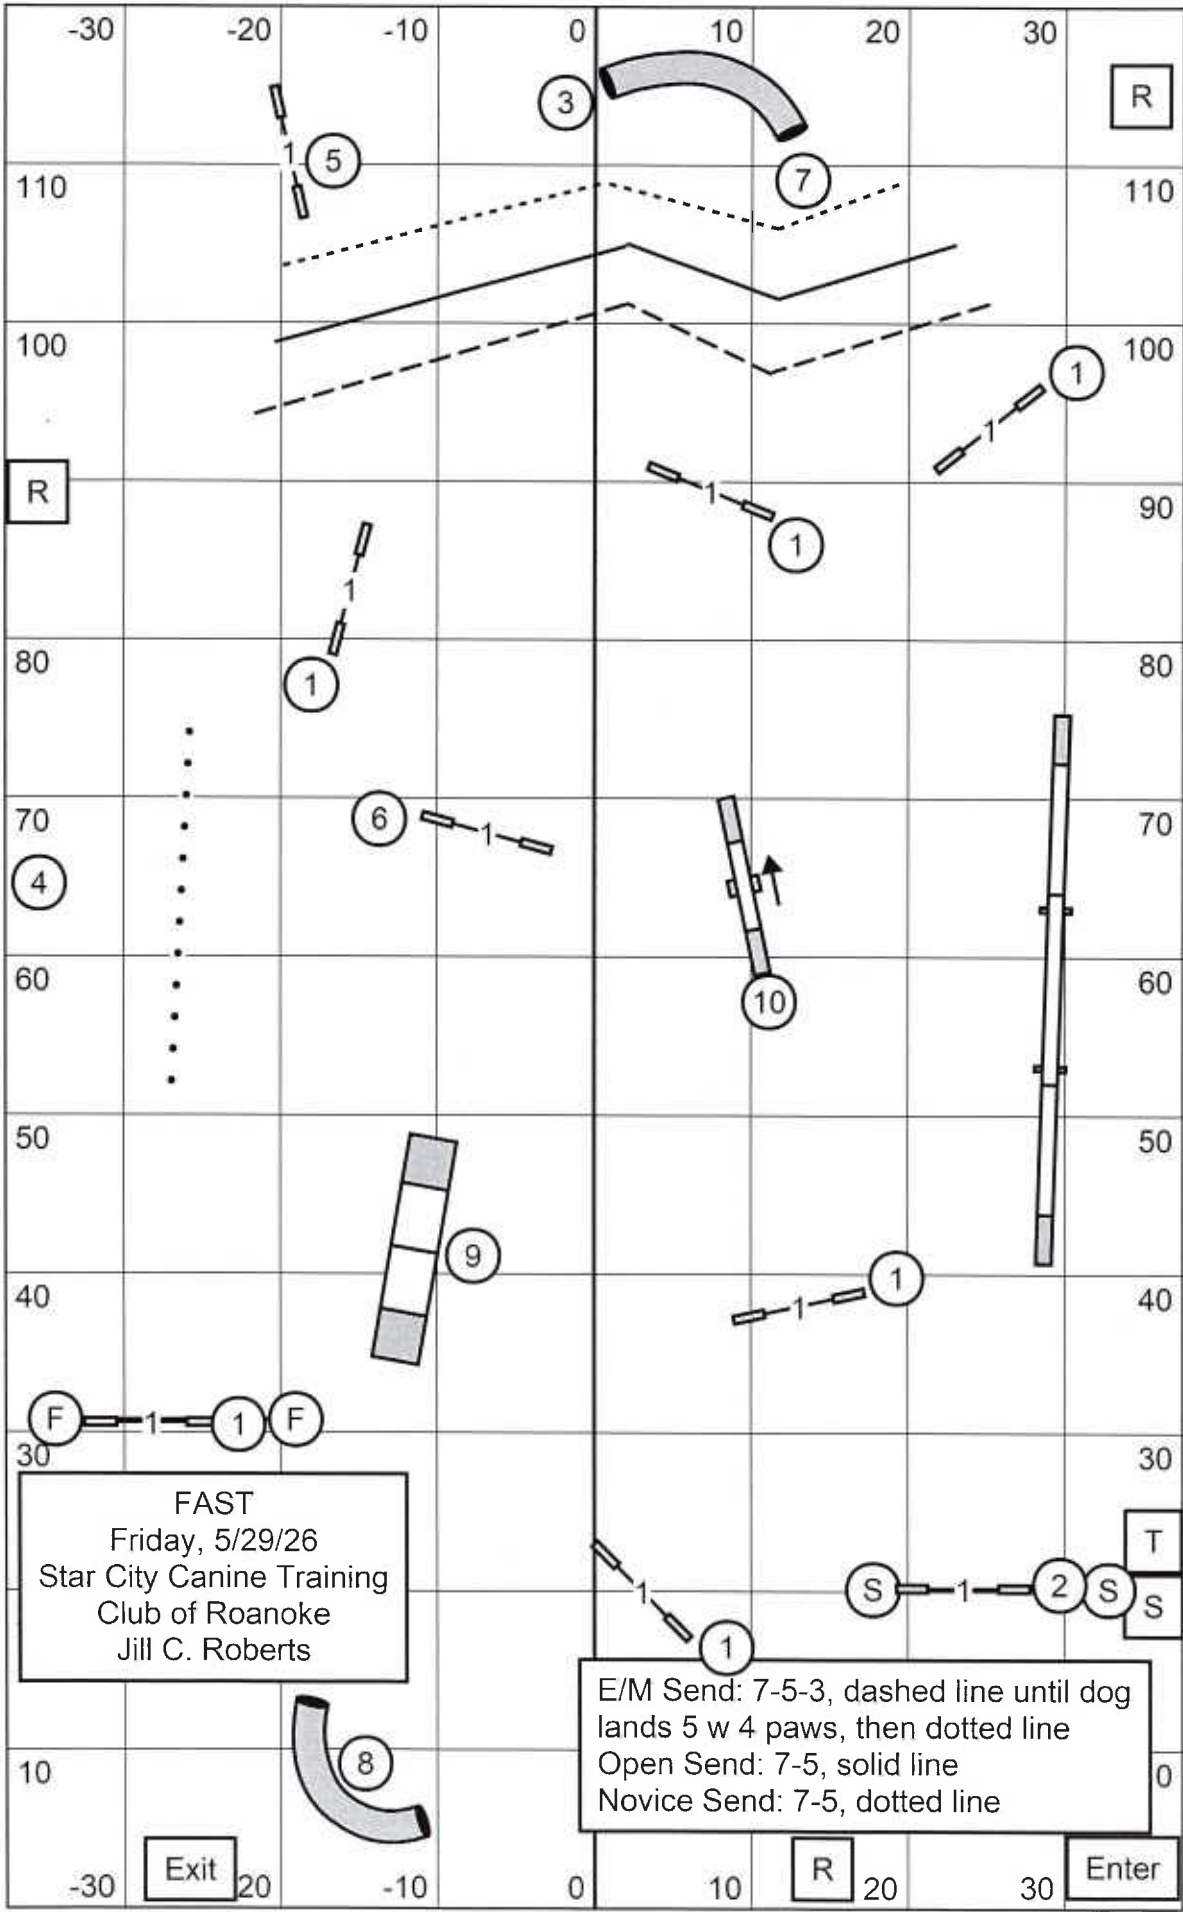 -30 -20 -10 0 10 20 30
3
R
1 5
7
110 110
100 100
1
1
R
1
90
1
1
80 80
1
70 6 1 70
4
60 60
10
50 50
9
40 1 40
1
F 1 1 F
30 30
FAST
Friday, 5/29/26
Star City Canine Training
Club of Roanoke
Jill C. Roberts
T
S 1 2 S S
1
1
E/M Send: 7-5-3, dashed line until dog
lands 5 w 4 paws, then dotted line
Open Send: 7-5, solid line
Novice Send: 7-5, dotted line
8
10 0
Exit R Enter
-30 20 -10 0 10 20 30